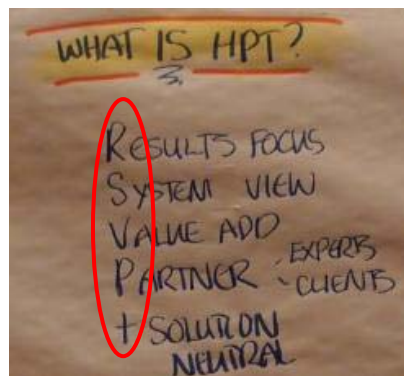 WHAT IS HPT?
RESULTS FOCUS
SYSTEM VIEW
VALUE ADD
PARTNER - EXPERTS
- CLIENTS
+ SOLUTION
NEUTRAL